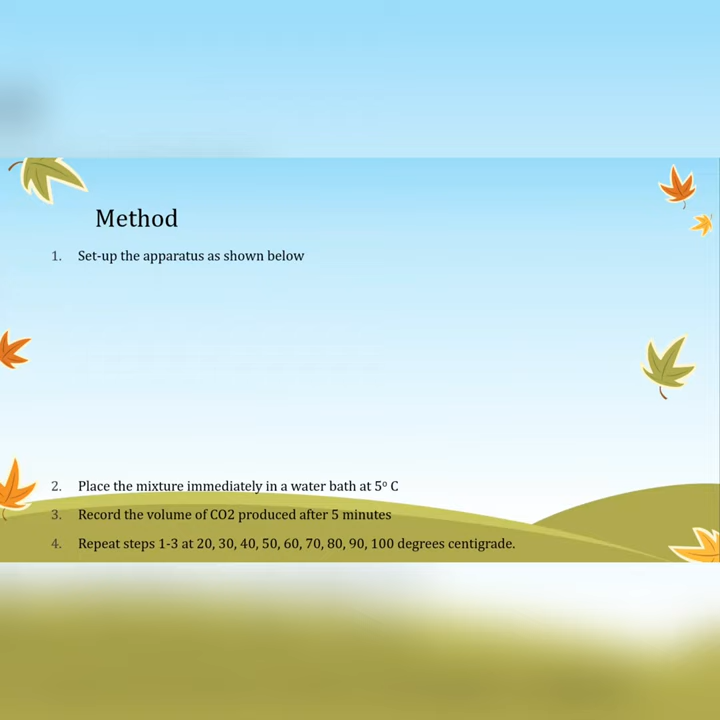 Method
1. Set-up the apparatus as shown below
2. Place the mixture immediately in a water bath at 5º C
3. Record the volume of CO2 produced after 5 minutes
4. Repeat steps 1-3 at 20, 30, 40, 50, 60, 70, 80, 90, 100 degrees centigrade.